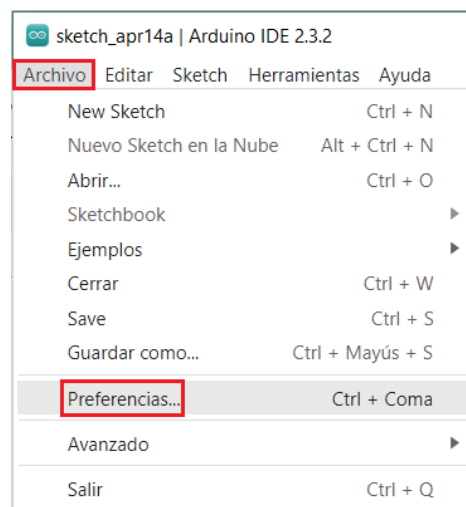 sketch_apr14a | Arduino IDE 2.3.2
Archivo Editar Sketch Herramientas Ayuda
New Sketch Ctrl + N
Nuevo Sketch en la Nube Alt + Ctrl + N
Abrir... Ctrl + O
Sketchbook
Ejemplos
Cerrar Ctrl + W
Save Ctrl + S
Guardar como... Ctrl + Mayús + S
Preferencias... Ctrl + Coma
Avanzado
Salir Ctrl + Q